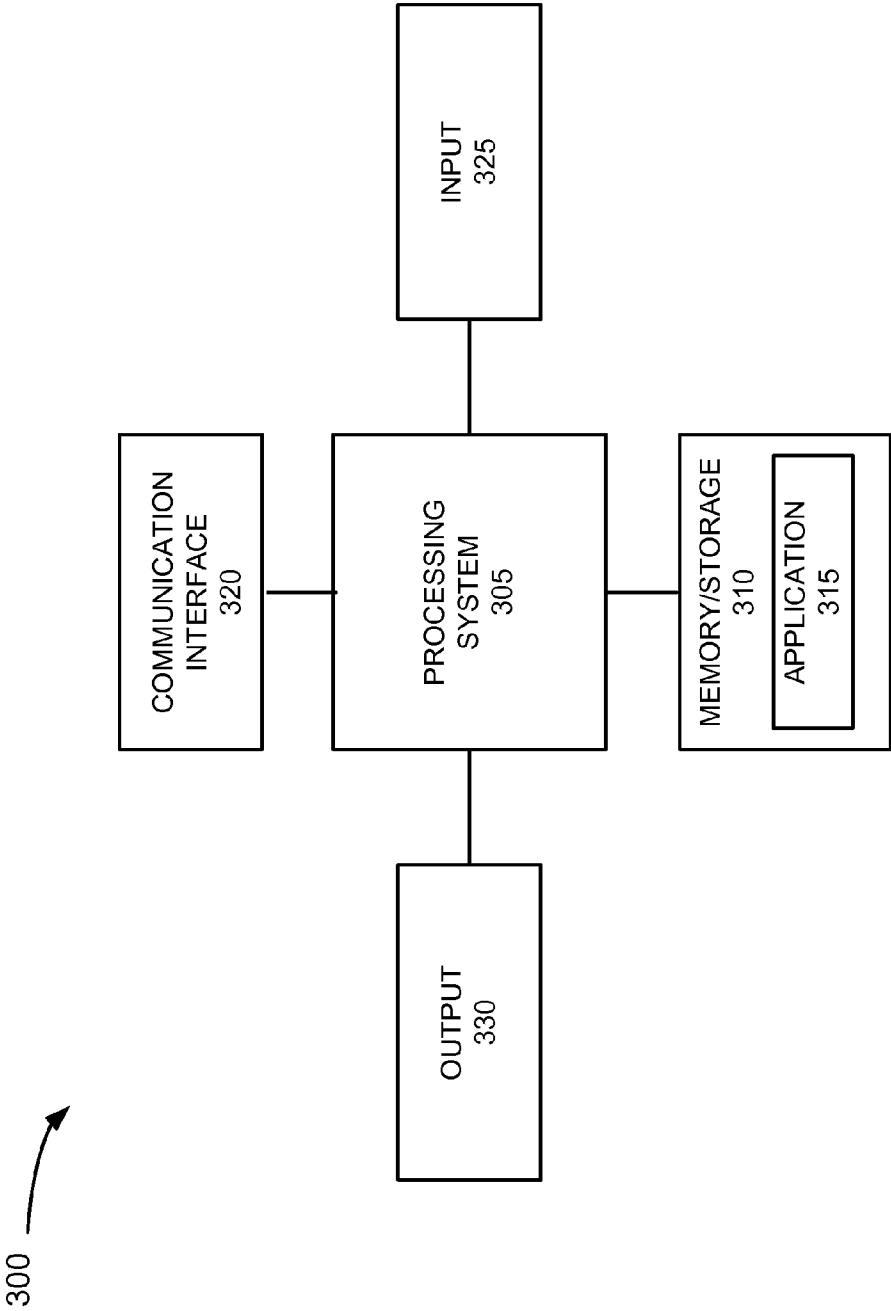 300
COMMUNICATION
INTERFACE
320
OUTPUT
330
PROCESSING
SYSTEM
305
INPUT
325
MEMORY/STORAGE
310
APPLICATION
315